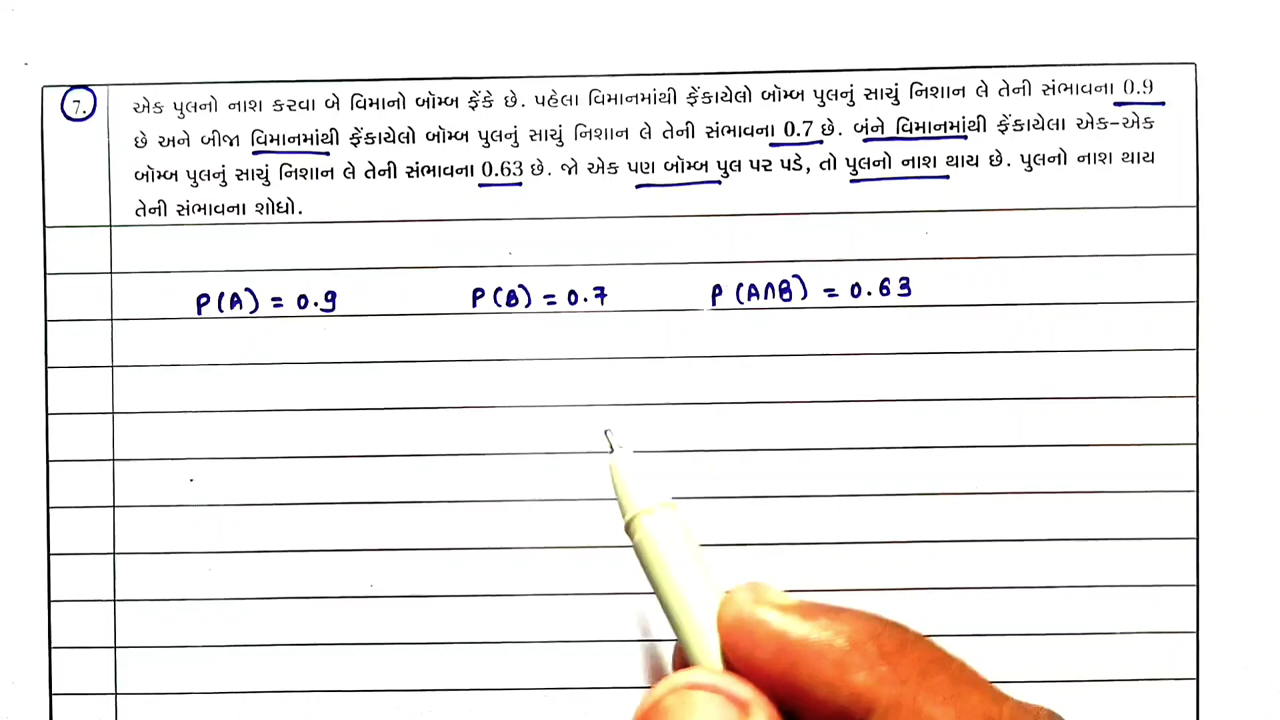 7. એક પુલનો નાશ કરવા બે વિમાનો બૉમ્બ ફેંકે છે. પહેલા વિમાનમાંથી ફેંકાયેલો બૉમ્બ પુલનું સાચું નિશાન લે તેની સંભાવના 0.9
છે અને બીજા વિમાનમાંથી ફેંકાયેલો બૉમ્બ પુલનું સાચું નિશાન લે તેની સંભાવના 0.7 છે. બંને વિમાનમાંથી ફેંકાયેલા એક-એક
બૉમ્બ પુલનું સાચું નિશાન લે તેની સંભાવના 0.63 છે. જો એક પણ બૉમ્બ પુલ પર પડે, તો પુલનો નાશ થાય છે. પુલનો નાશ થાય
તેની સંભાવના શોધો.
P(A) = 0.9 P(B) = 0.7 P(A∩B) = 0.63